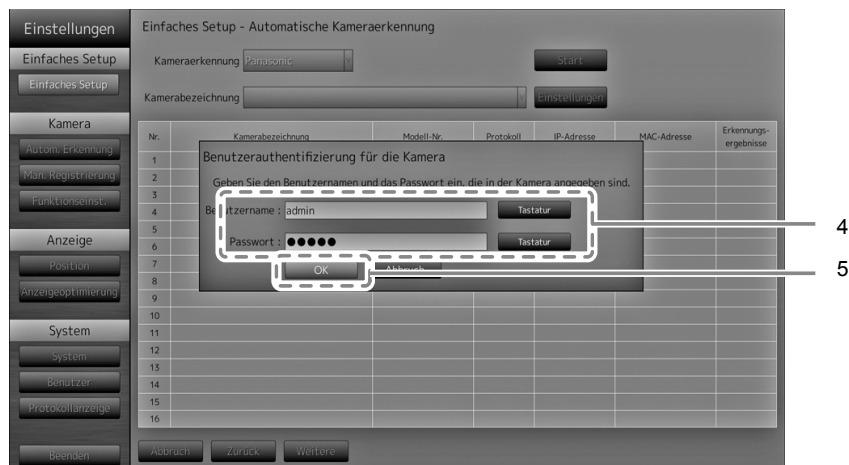 Einstellungen
Einfaches Setup - Automatische Kameraerkennung
Einfaches Setup
Einfaches Setup
Kameraerkennung Panasonic Start
Kamerabezeichnung Einstellungen
Kamera
Autom. Erkennung
Man. Registrierung
Funktionseinst.
Anzeige
Position
Anzeigeoptimierung
System
System
Benutzer
Protokollanzeige
Beenden
Nr. Kamerabezeichnung Modell-Nr. Protokoll IP-Adresse MAC-Adresse Erkennungs-
ergebnisse
1
2
3
4
5
6
7
8
9
10
11
12
13
14
15
16
Benutzerauthentifizierung für die Kamera
Geben Sie den Benutzernamen und das Passwort ein, die in der Kamera angegeben sind.
Benutzername : admin Tastatur
Passwort : ●●●●● Tastatur
OK Abbruch
4
5
Abbruch Zurück Weitere